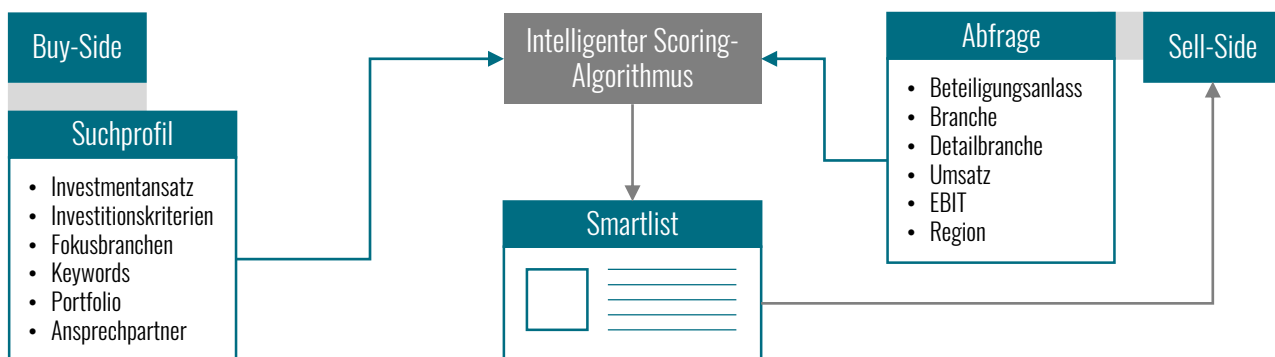 Buy-Side
Suchprofil
• Investmentansatz
• Investitionskriterien
• Fokusbranchen
• Keywords
• Portfolio
• Ansprechpartner
Intelligenter Scoring-
Algorithmus
Smartlist
Abfrage
• Beteiligungsanlass
• Branche
• Detailbranche
• Umsatz
• EBIT
• Region
Sell-Side